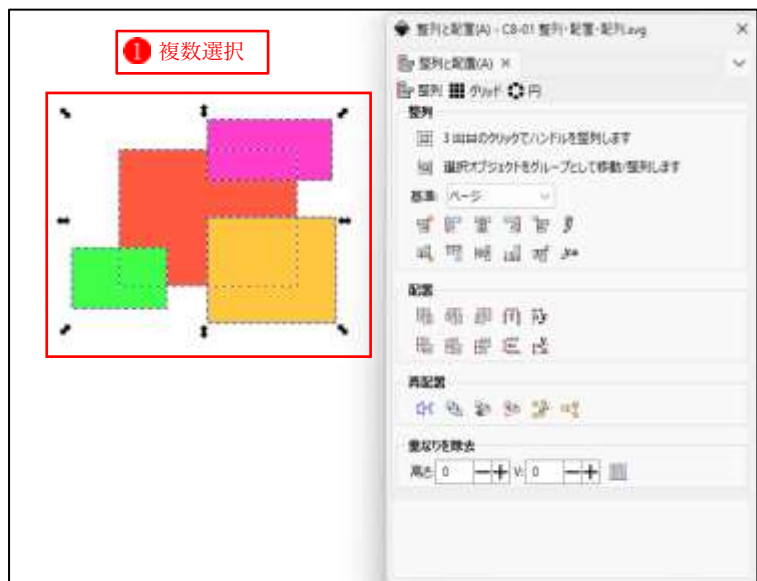 ❶ 複数選択
整列と配置(A) - C8-01 整列・配置・配列.svg
整列と配置(A) ×
整列 グリッド 円
整列
3 回目のクリックでハンドルを整列します
選択オブジェクトをグループとして移動/整列します
基準: ページ
配置
再配置
重なりを除去
高さ: 0 V: 0